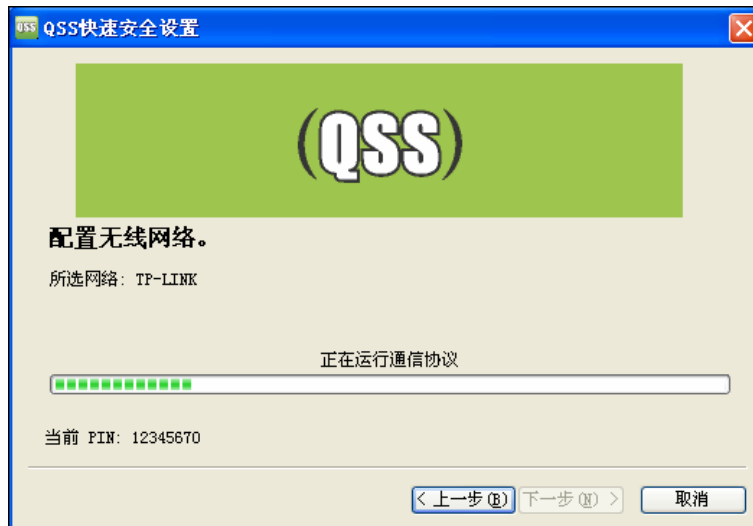 QSS QSS快速安全设置
(QSS)
配置无线网络。
所选网络: TP-LINK
正在运行通信协议
当前 PIN: 12345670
< 上一步(B) 下一步(N) > 取消